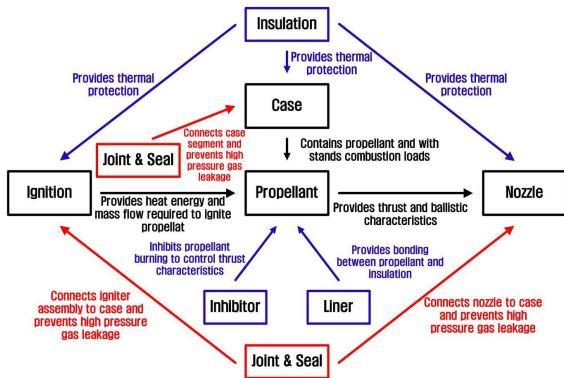 Insulation
Provides thermal
protection
Provides thermal
protection
Provides thermal
protection
Case
Connects case
segment and prevents high
pressure gas
leakage
Joint & Seal
Contains propellant and with
stands combustion loads
Ignition
Propellant
Nozzle
Provides heat energy and
mass flow required to ignite
propellat
Provides thrust and ballistic
characteristics
Inhibits propellant
burning to control thrust
characteristics
Provides bonding
between propellant and
insulation
Connects igniter
assembly to case and
prevents high pressure
gas leakage
Inhibitor
Liner
Connects nozzle to case
and prevents high
pressure gas leakage
Joint & Seal